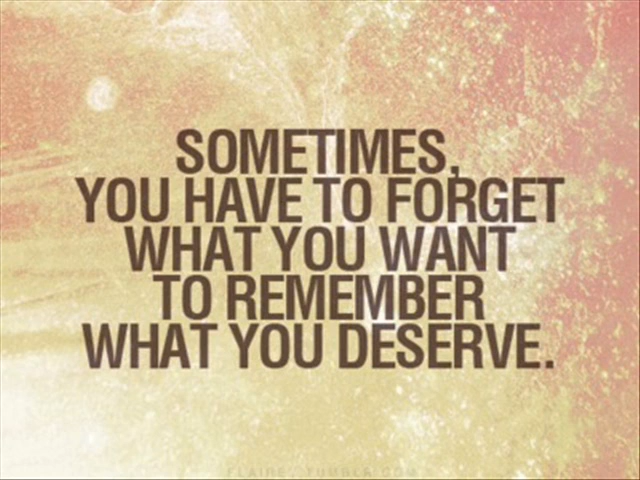 SOMETIMES,
YOU HAVE TO FORGET
WHAT YOU WANT
TO REMEMBER
WHAT YOU DESERVE.